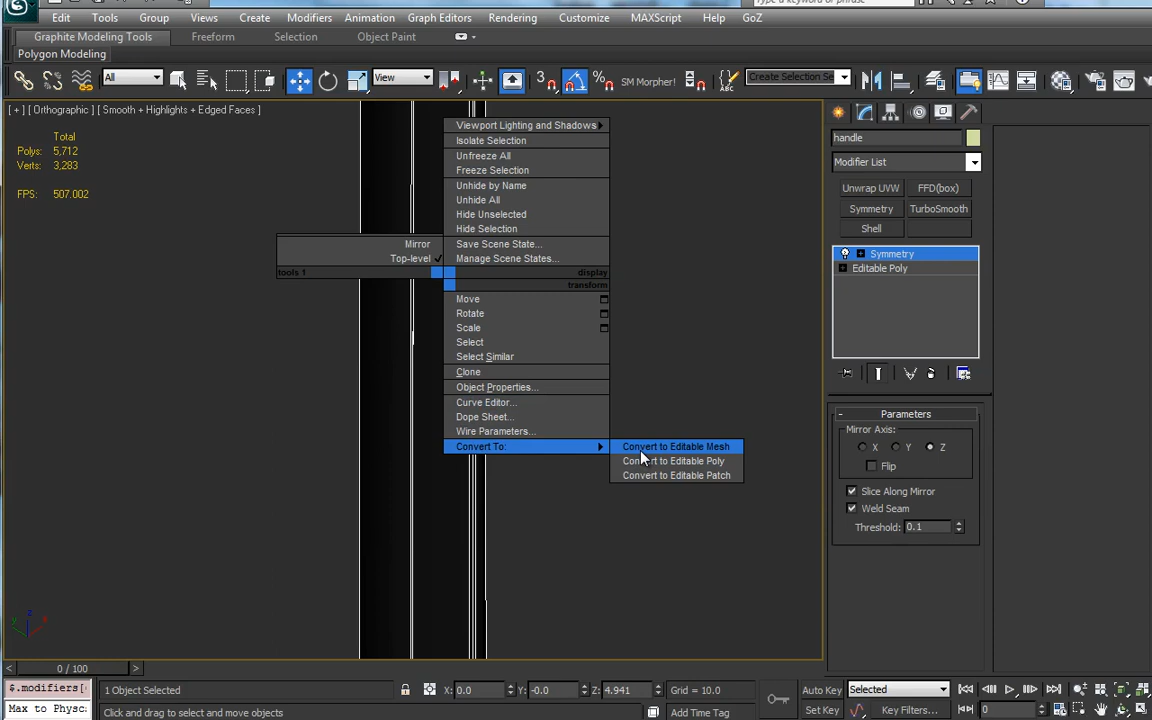 Edit Tools Group Views Create Modifiers Animation Graph Editors Rendering Customize MAXScript Help GoZ
Graphite Modeling Tools Freeform Selection Object Paint
Polygon Modeling
All View 3 SM Morpher! Create Selection Se
[ + ] [ Orthographic ] [ Smooth + Highlights + Edged Faces ]
Total
Polys: 5,712
Verts: 3,283
FPS: 507.002
Viewport Lighting and Shadows
Isolate Selection
Unfreeze All
Freeze Selection
Unhide by Name
Unhide All
Hide Unselected
Hide Selection
Mirror
Save Scene State...
Top-level
Manage Scene States...
tools 1
display
transform
Move
Rotate
Scale
Select
Select Similar
Clone
Object Properties...
Curve Editor...
Dope Sheet...
Wire Parameters...
Convert To:
Convert to Editable Mesh
Convert to Editable Poly
Convert to Editable Patch
handle
Modifier List
Unwrap UVW FFD(box)
Symmetry TurboSmooth
Shell
Symmetry
Editable Poly
- Parameters
Mirror Axis:
X Y Z
Flip
Slice Along Mirror
Weld Seam
Threshold: 0.1
z
x
< 0 / 100 >
$.modifiers[
1 Object Selected X: 0.0 Y: -0.0 Z: 4.941 Grid = 10.0 Auto Key Selected
Max to Physc
Click and drag to select and move objects Add Time Tag Set Key Key Filters... 0